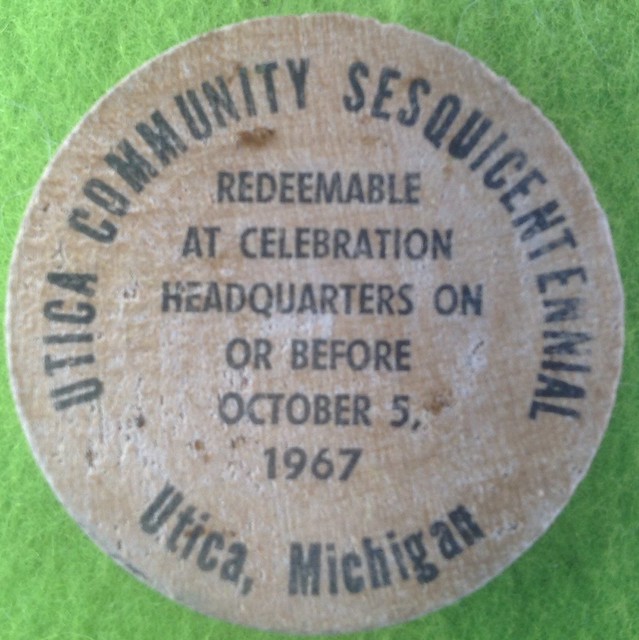 UTICA COMMUNITY SESQUICENTENNIAL
REDEEMABLE
AT CELEBRATION
HEADQUARTERS ON
OR BEFORE
OCTOBER 5,
1967
Utica, Michigan